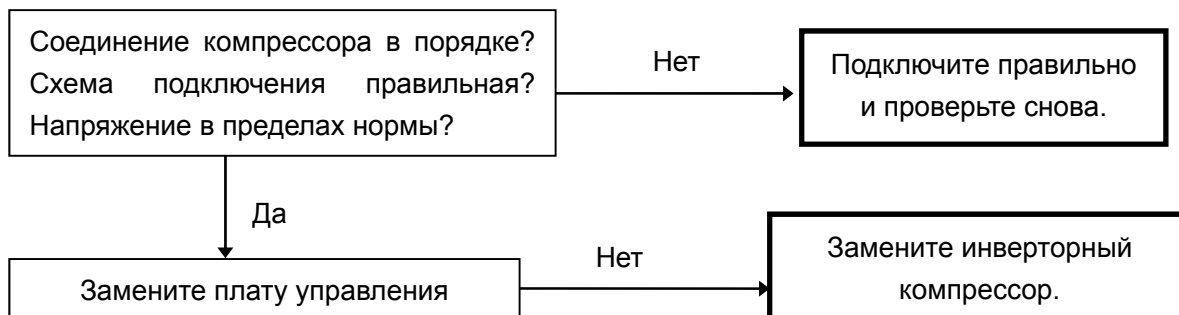 Соединение компрессора в порядке?
Схема подключения правильная?
Напряжение в пределах нормы?
Нет
Подключите правильно
и проверьте снова.
Да
Замените плату управления
Нет
Замените инверторный
компрессор.